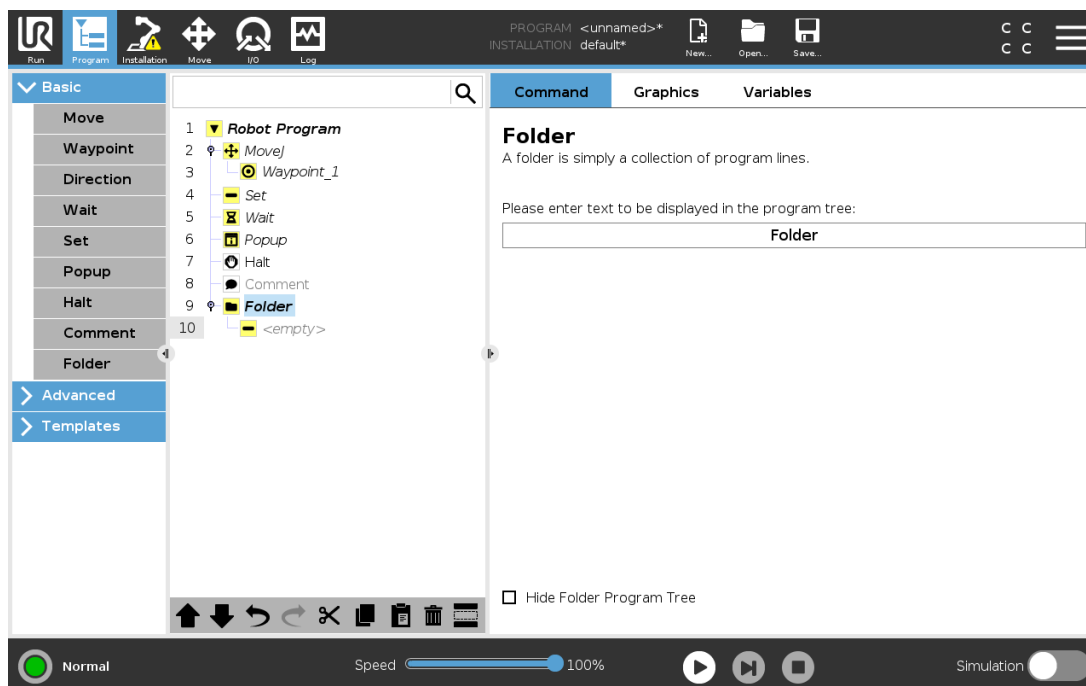 PROGRAM <unnamed>*
INSTALLATION default*
C C
C C
UR
Run Program Installation Move I/O Log New... Open... Save...
Basic
Move
Waypoint
Direction
Wait
Set
Popup
Halt
Comment
Folder
Advanced
Templates
1 Robot Program
2 MoveJ
3 Waypoint_1
4 Set
5 Wait
6 Popup
7 Halt
8 Comment
9 Folder
10 <empty>
Command Graphics Variables
Folder
A folder is simply a collection of program lines.
Please enter text to be displayed in the program tree:
Folder
Hide Folder Program Tree
Normal Speed 100% Simulation